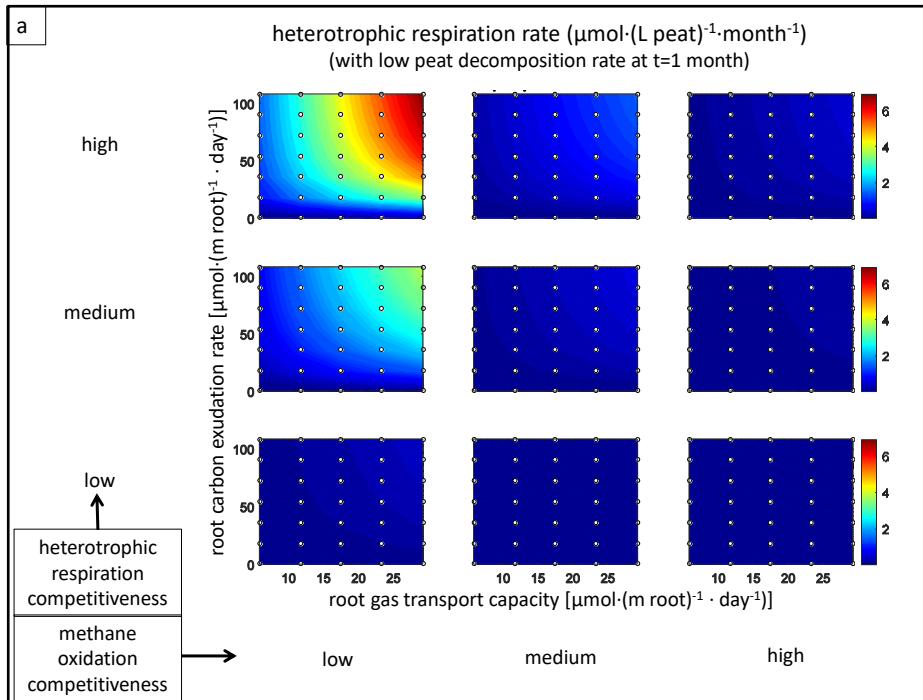 a
heterotrophic respiration rate (µmol·(L peat)⁻¹·month⁻¹)
(with low peat decomposition rate at t=1 month)
high
medium
low
root carbon exudation rate [µmol·(m root)⁻¹ · day⁻¹)]
100
50
0
6
4
2
100
50
0
6
4
2
100
50
0
6
4
2
10 15 20 25
10 15 20 25
10 15 20 25
root gas transport capacity [µmol·(m root)⁻¹ · day⁻¹)]
heterotrophic
respiration
competitiveness
methane
oxidation
competitiveness
low
medium
high